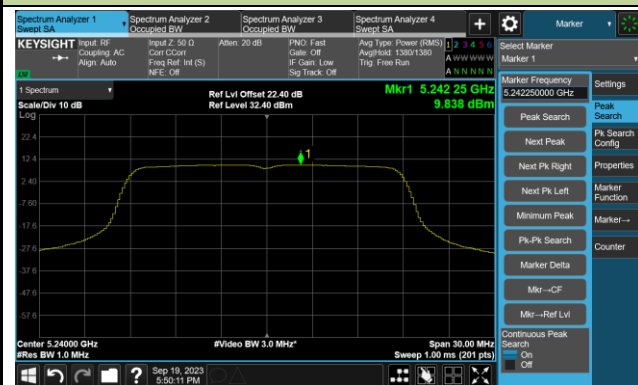 Spectrum Analyzer 1
Swept SA
Spectrum Analyzer 2
Occupied BW
Spectrum Analyzer 3
Occupied BW
Spectrum Analyzer 4
Swept SA
+
Marker
KEYSIGHT
Input: RF
Coupling: AC
Align: Auto
Input Z: 50 Ω
Corr CCorr
Freq Ref: Int (S)
NFE: Off
Atten: 20 dB
PNO: Fast
Gate: Off
IF Gain: Low
Sig Track: Off
Avg Type: Power (RMS)
Avg|Hold: 1380/1380
Trig: Free Run
1 2 3 4 5 6
A W W W W W
A N N N N N
Select Marker
Marker 1
1 Spectrum
Scale/Div 10 dB
Log
Ref Lvl Offset 22.40 dB
Ref Level 32.40 dBm
Mkr1 5.242 25 GHz
9.838 dBm
22.4
12.4
2.40
-7.60
-17.6
-27.6
-37.6
-47.6
-57.6
1
Center 5.24000 GHz
#Res BW 1.0 MHz
#Video BW 3.0 MHz*
Span 30.00 MHz
Sweep 1.00 ms (201 pts)
Marker Frequency
5.242250000 GHz
Peak Search
Next Peak
Next Pk Right
Next Pk Left
Minimum Peak
Pk-Pk Search
Marker Delta
Mkr→CF
Mkr→Ref Lvl
Continuous Peak
Search
On
Off
Settings
Peak
Search
Pk Search
Config
Properties
Marker
Function
Marker→
Counter
?
Sep 19, 2023
5:50:11 PM